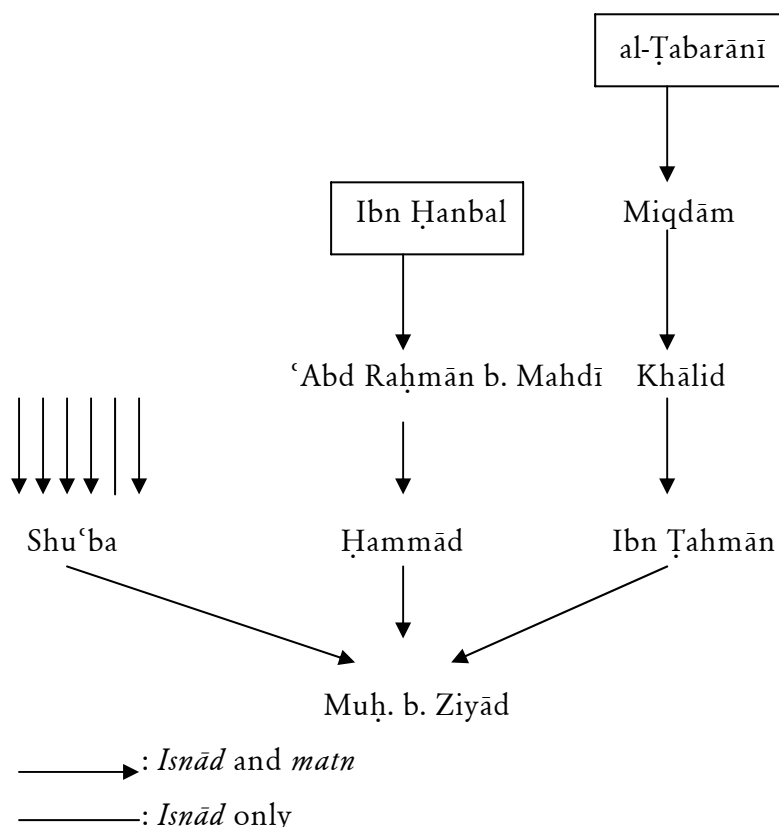 al-Ṭabarānī
Ibn Ḥanbal Miqdām
ʿAbd Raḥmān b. Mahdī Khālid
Shuʿba Ḥammād Ibn Ṭahmān
Muḥ. b. Ziyād
: Isnād and matn
: Isnād only